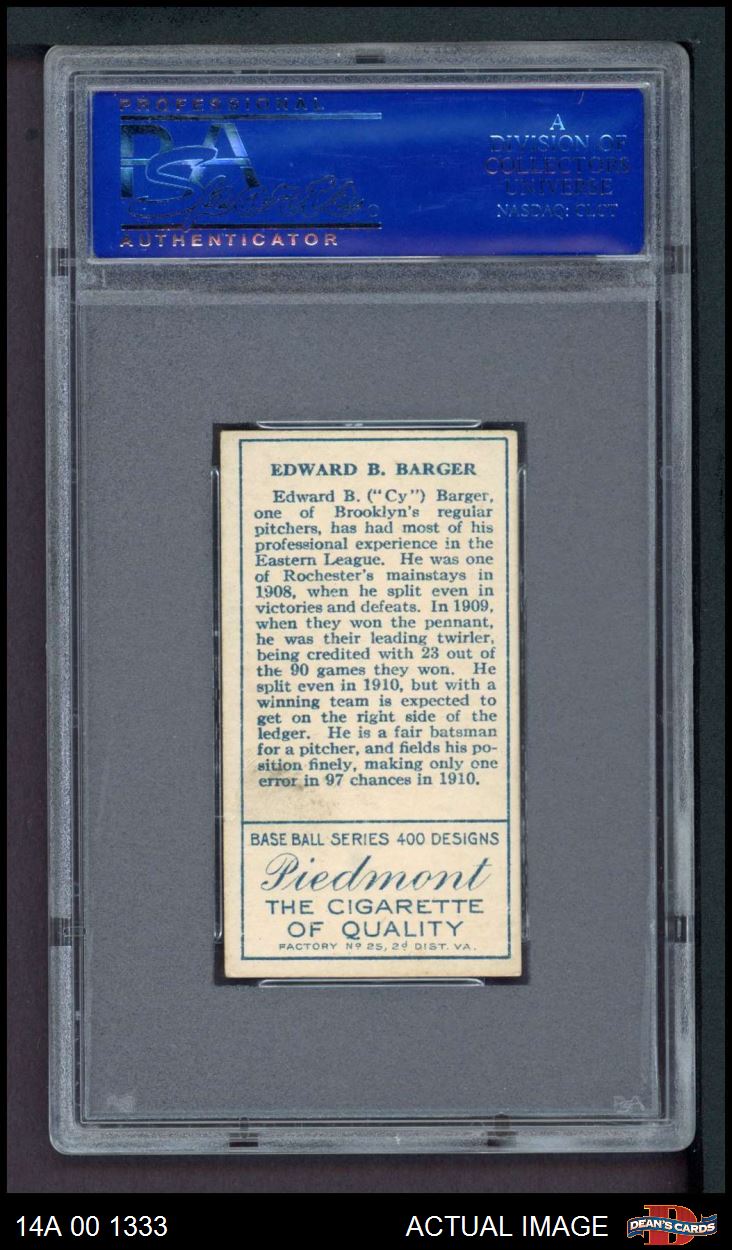 PROFESSIONAL
PSA
Sports
AUTHENTICATOR
A
DIVISION OF
COLLECTORS
UNIVERSE
NASDAQ: CLCT
EDWARD B. BARGER
Edward B. ("Cy") Barger,
one of Brooklyn's regular
pitchers, has had most of his
professional experience in the
Eastern League. He was one
of Rochester's mainstays in
1908, when he split even in
victories and defeats. In 1909,
when they won the pennant,
he was their leading twirler,
being credited with 23 out of
the 90 games they won. He
split even in 1910, but with a
winning team is expected to
get on the right side of the
ledger. He is a fair batsman
for a pitcher, and fields his po-
sition finely, making only one
error in 97 chances in 1910.
BASE BALL SERIES 400 DESIGNS
Piedmont
THE CIGARETTE
OF QUALITY
FACTORY Nº 25, 2d DIST. VA.
PSA
14A 00 1333
ACTUAL IMAGE
DEAN'S CARDS